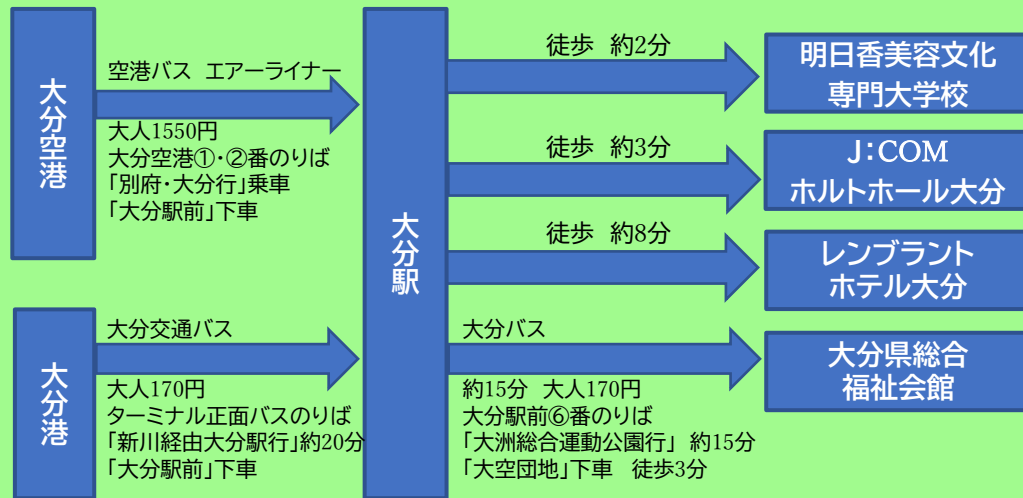 大分空港
空港バス エアーライナー
大人1550円
大分空港①・②番のりば
「別府・大分行」乗車
「大分駅前」下車
大分港
大分交通バス
大人170円
ターミナル正面バスのりば
「新川経由大分駅行」約20分
「大分駅前」下車
大分駅
徒歩 約2分
明日香美容文化
専門大学校
徒歩 約3分
J:COM
ホルトホール大分
徒歩 約8分
レンブラント
ホテル大分
大分バス
約15分 大人170円
大分駅前⑥番のりば
「大洲総合運動公園行」 約15分
「大空団地」下車 徒歩3分
大分県総合
福祉会館